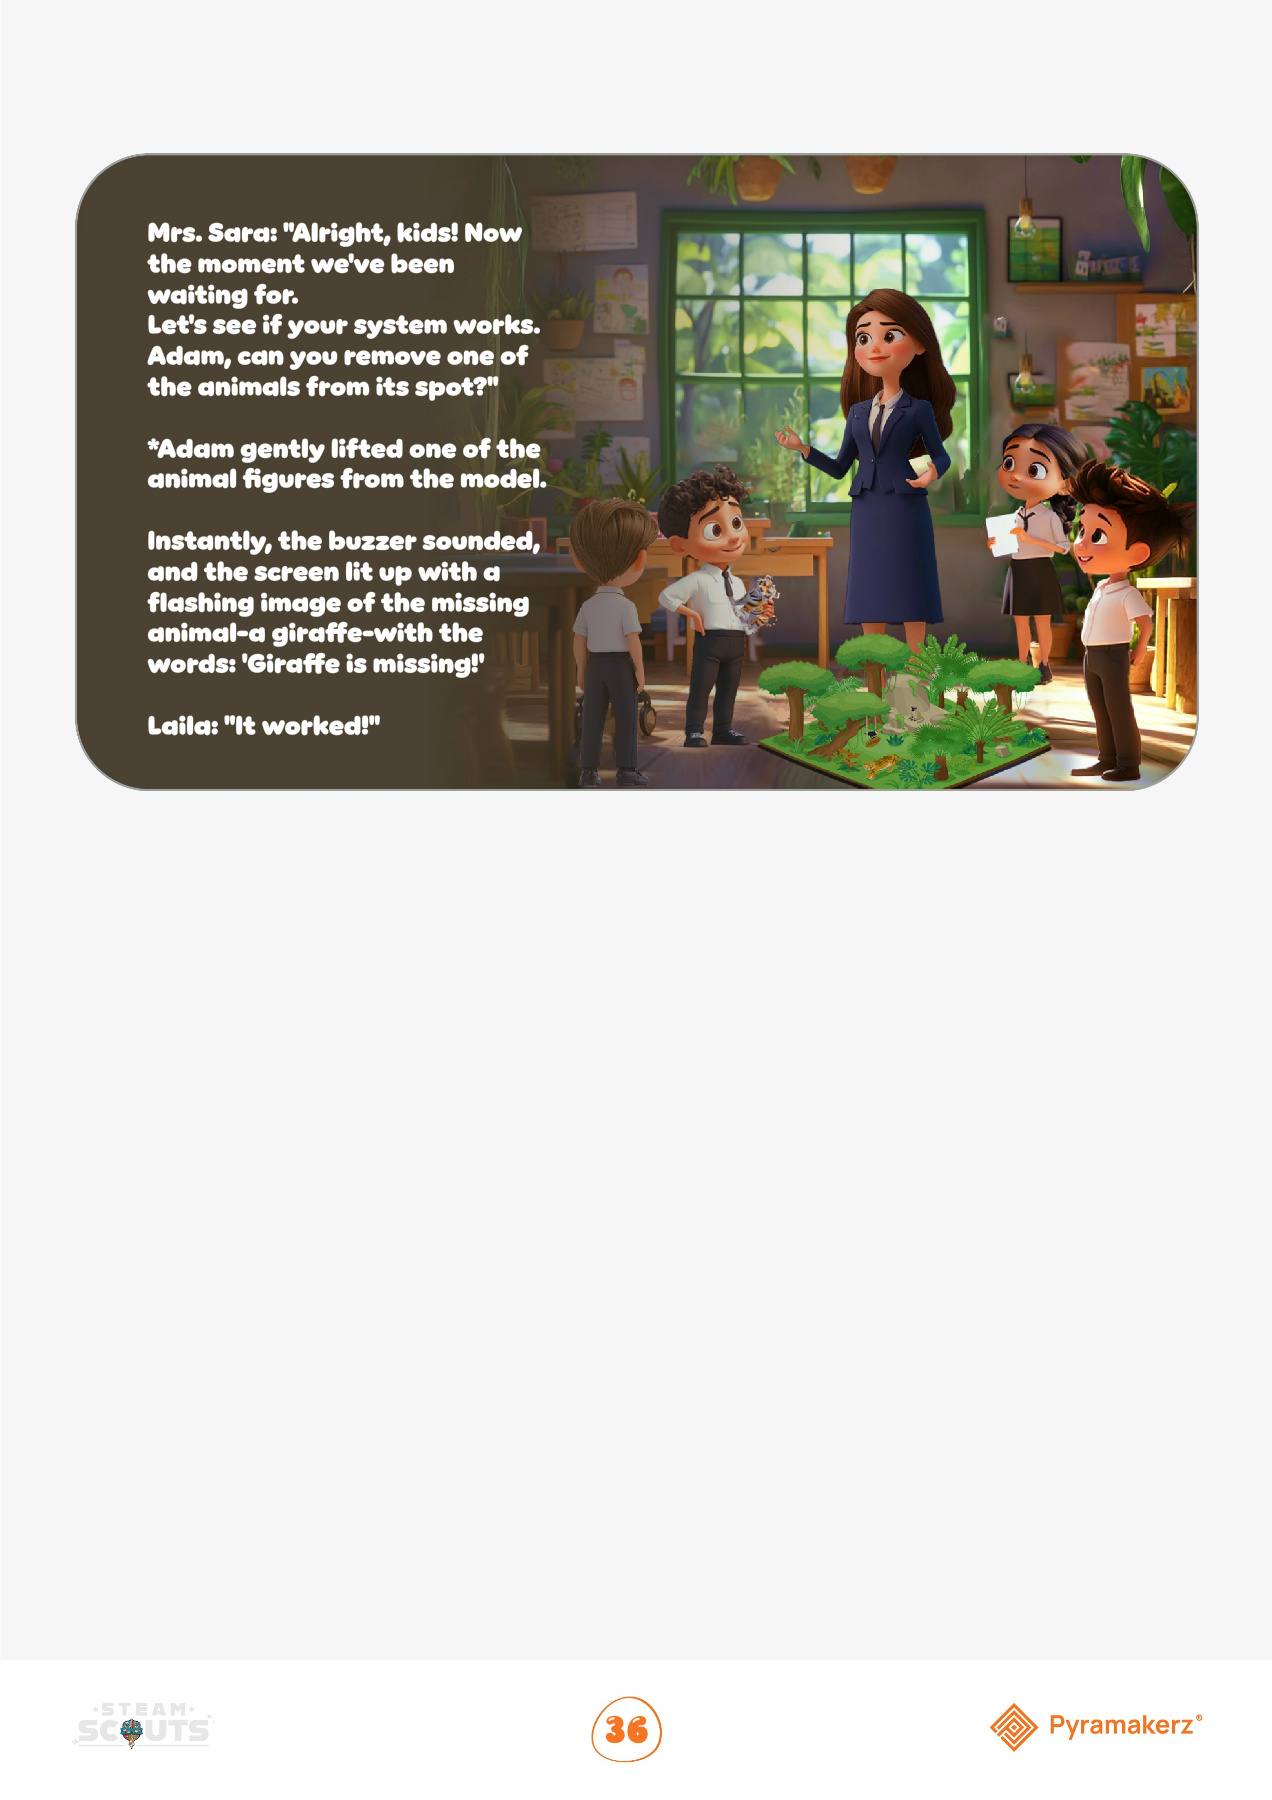 Mrs. Sara: "Alright, kids! Now
the moment we've been
waiting for.
Let's see if your system works.
Adam, can you remove one of
the animals from its spot?"
*Adam gently lifted one of the
animal figures from the model.
Instantly, the buzzer sounded,
and the screen lit up with a
flashing image of the missing
animal-a giraffe-with the
words: 'Giraffe is missing!'
Laila: "It worked!"
STEAM
SCOUTS
36
Pyramakerz®